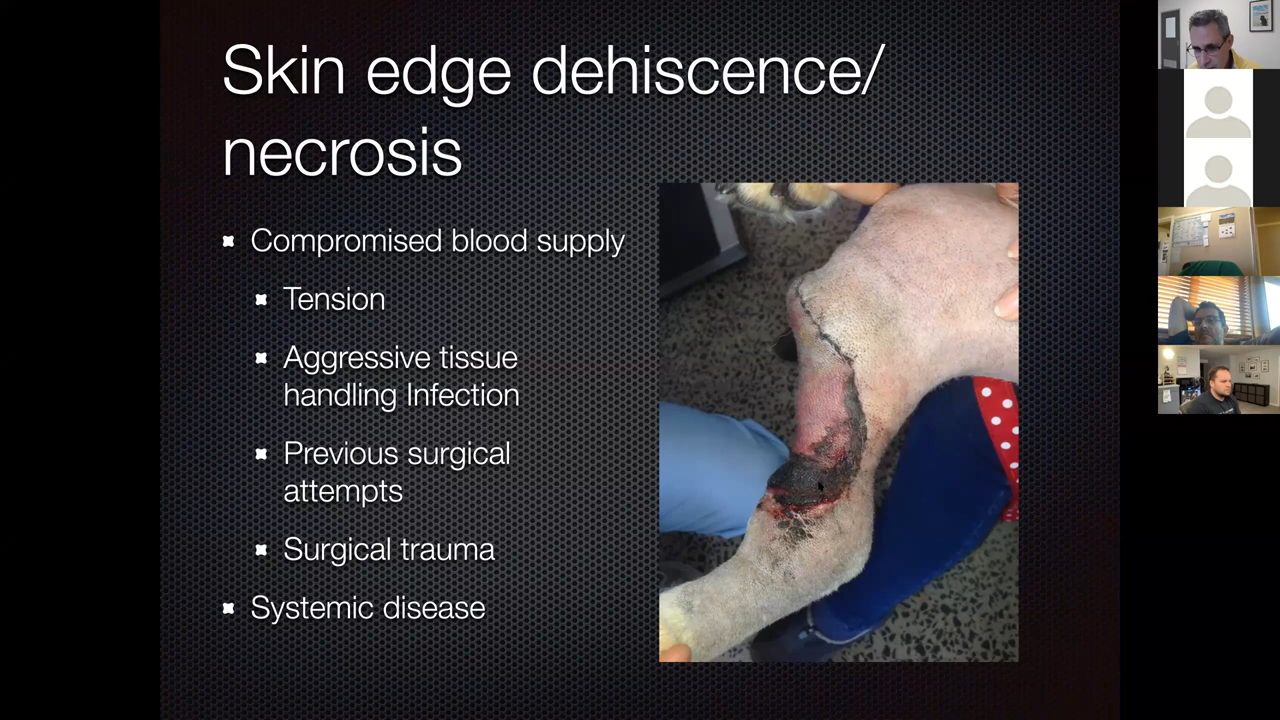 Skin edge dehiscence/
necrosis
Compromised blood supply
Tension
Aggressive tissue
handling Infection
Previous surgical
attempts
Surgical trauma
Systemic disease